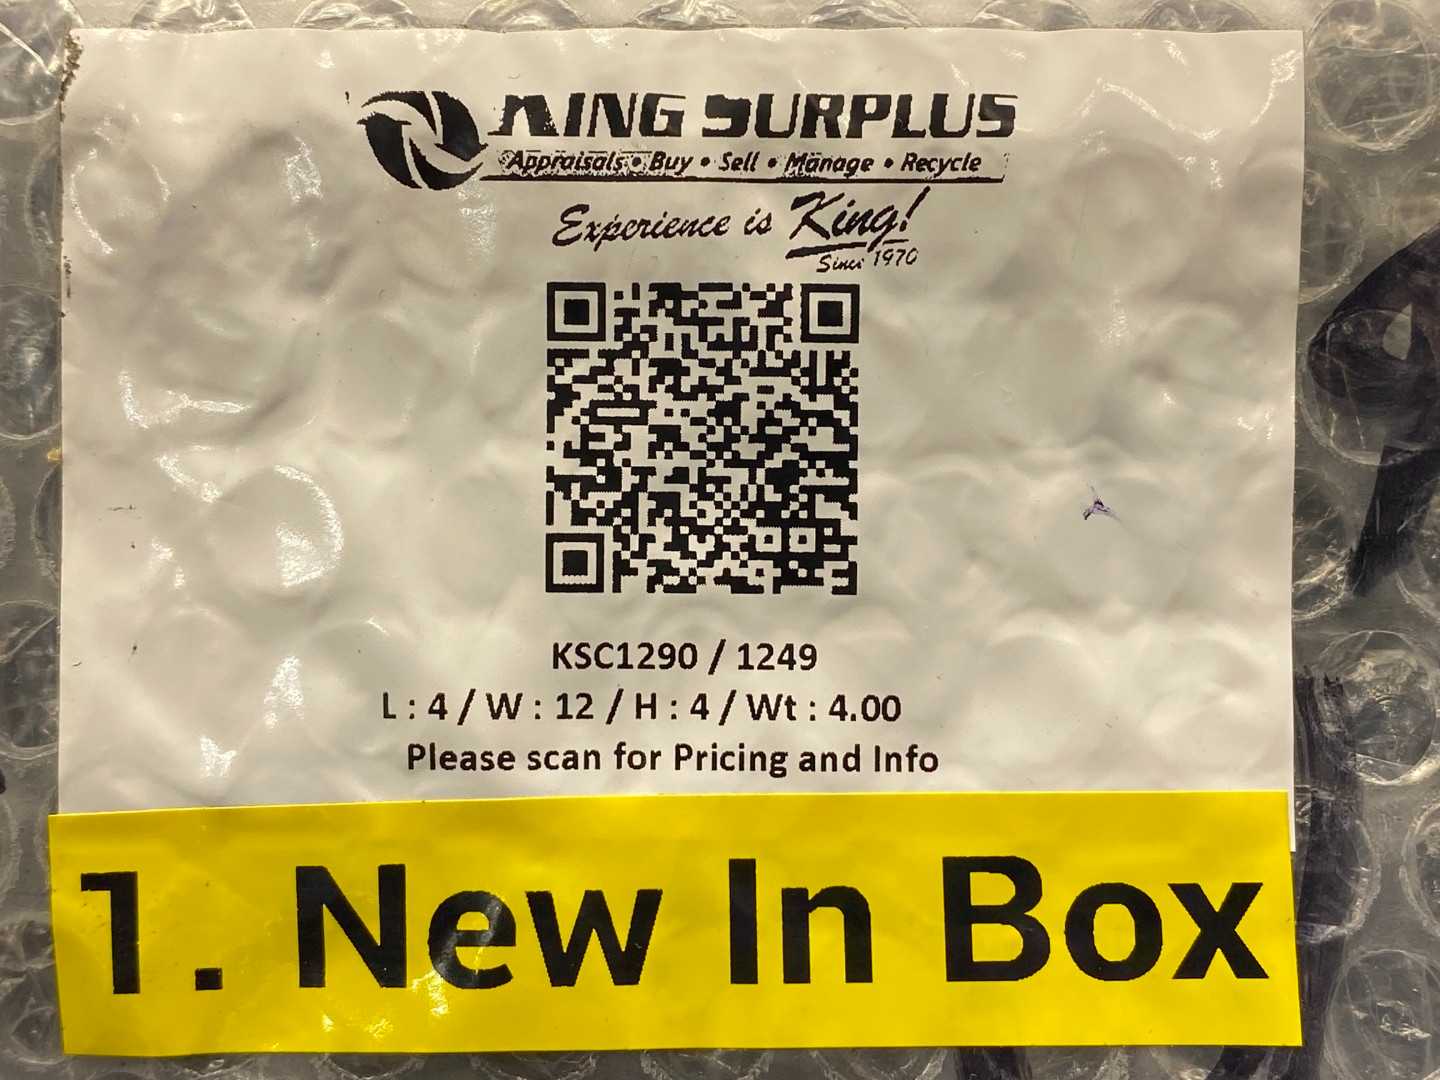 KING SURPLUS
Appraisals • Buy • Sell • Manage • Recycle
Experience is King!
Since 1970
KSC1290 / 1249
L : 4 / W : 12 / H : 4 / Wt : 4.00
Please scan for Pricing and Info
1. New In Box